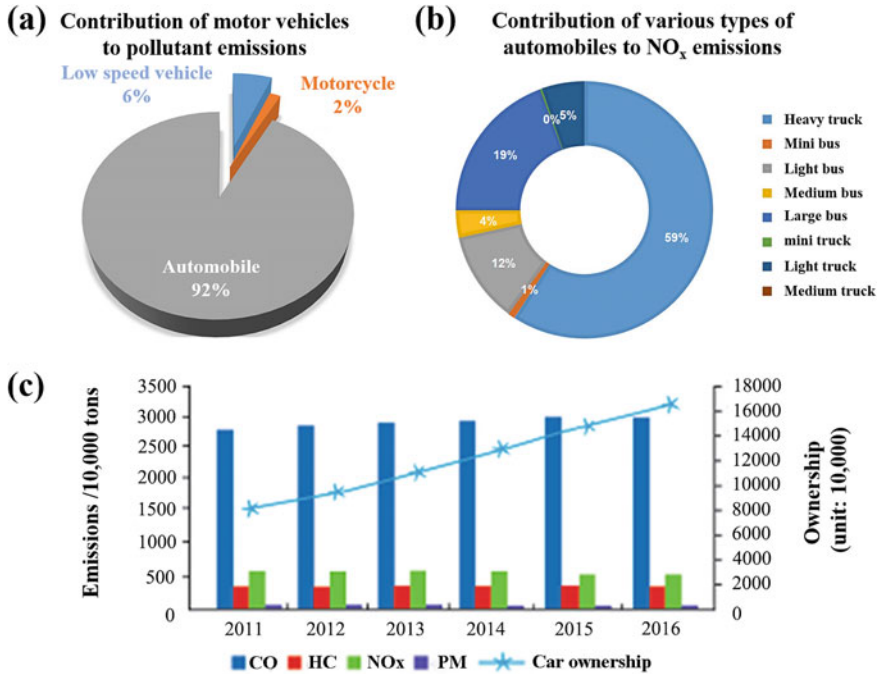 (a)
Contribution of motor vehicles
to pollutant emissions
Low speed vehicle
6%
Motorcycle
2%
Automobile
92%
(b)
Contribution of various types of
automobiles to NOx emissions
0%
5%
19%
4%
12%
1%
59%
Heavy truck
Mini bus
Light bus
Medium bus
Large bus
mini truck
Light truck
Medium truck
(c)
Emissions /10,000 tons
3500
3000
2500
2000
1500
1000
500
0
18000
16000
14000
12000
10000
8000
6000
4000
2000
0
Ownership
(unit: 10,000)
2011 2012 2013 2014 2015 2016
CO HC NOx PM Car ownership